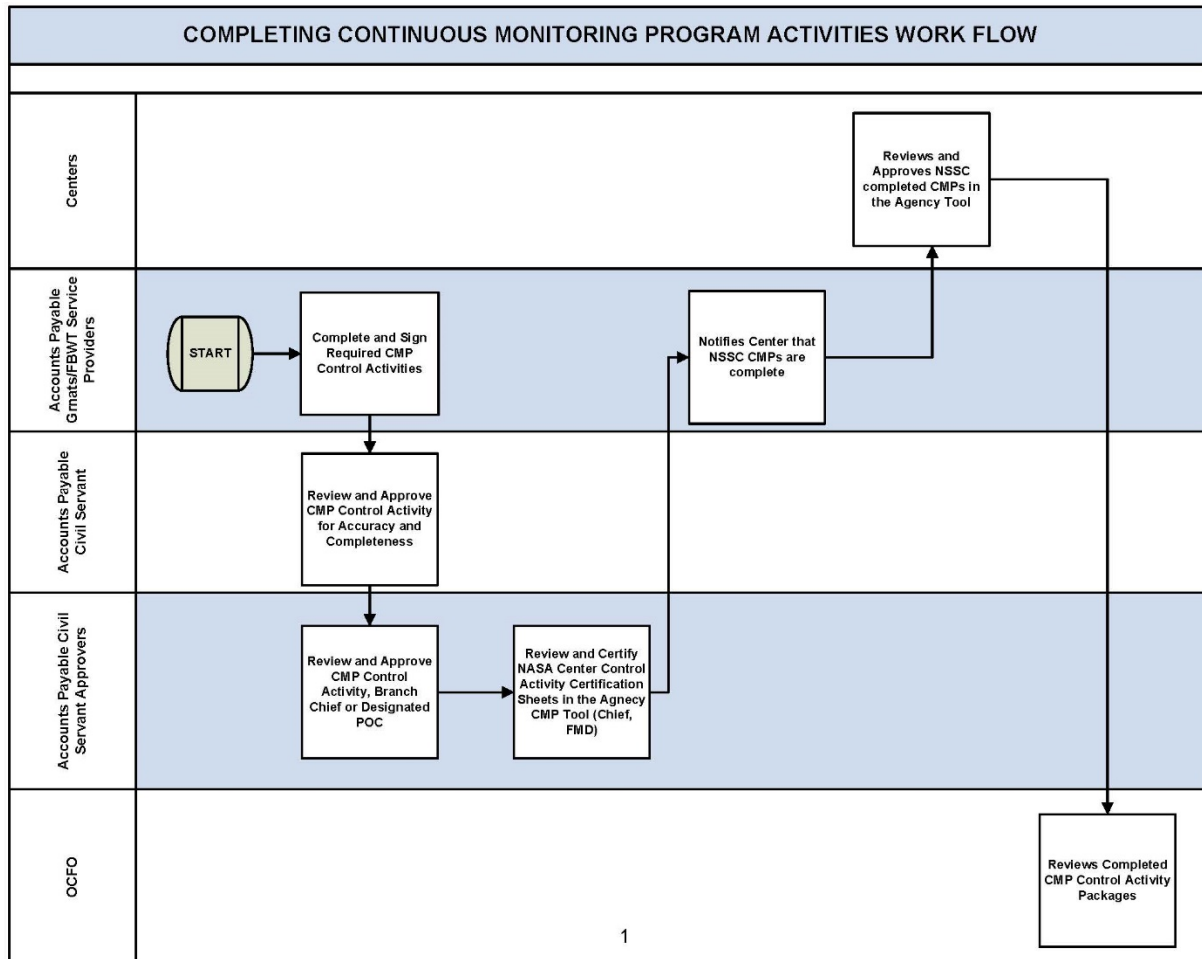 COMPLETING CONTINUOUS MONITORING PROGRAM ACTIVITIES WORK FLOW
Centers
Reviews and
Approves NSSC
completed CMPs in
the Agency Tool
Accounts Payable
Grnats/FBWT Service
Providers
START
Complete and Sign
Required CMP
Control Activities
Notifies Center that
NSSC CMPs are
complete
Accounts Payable
Civil Servant
Review and Approve
CMP Control Activity
for Accuracy and
Completeness
Accounts Payable Civil
Servant Approvers
Review and Approve
CMP Control
Activity, Branch
Chief or Designated
POC
Review and Certify
NASA Center Control
Activity Certification
Sheets in the Agnecy
CMP Tool (Chief,
FMD)
OCFO
Reviews Completed
CMP Control Activity
Packages
1